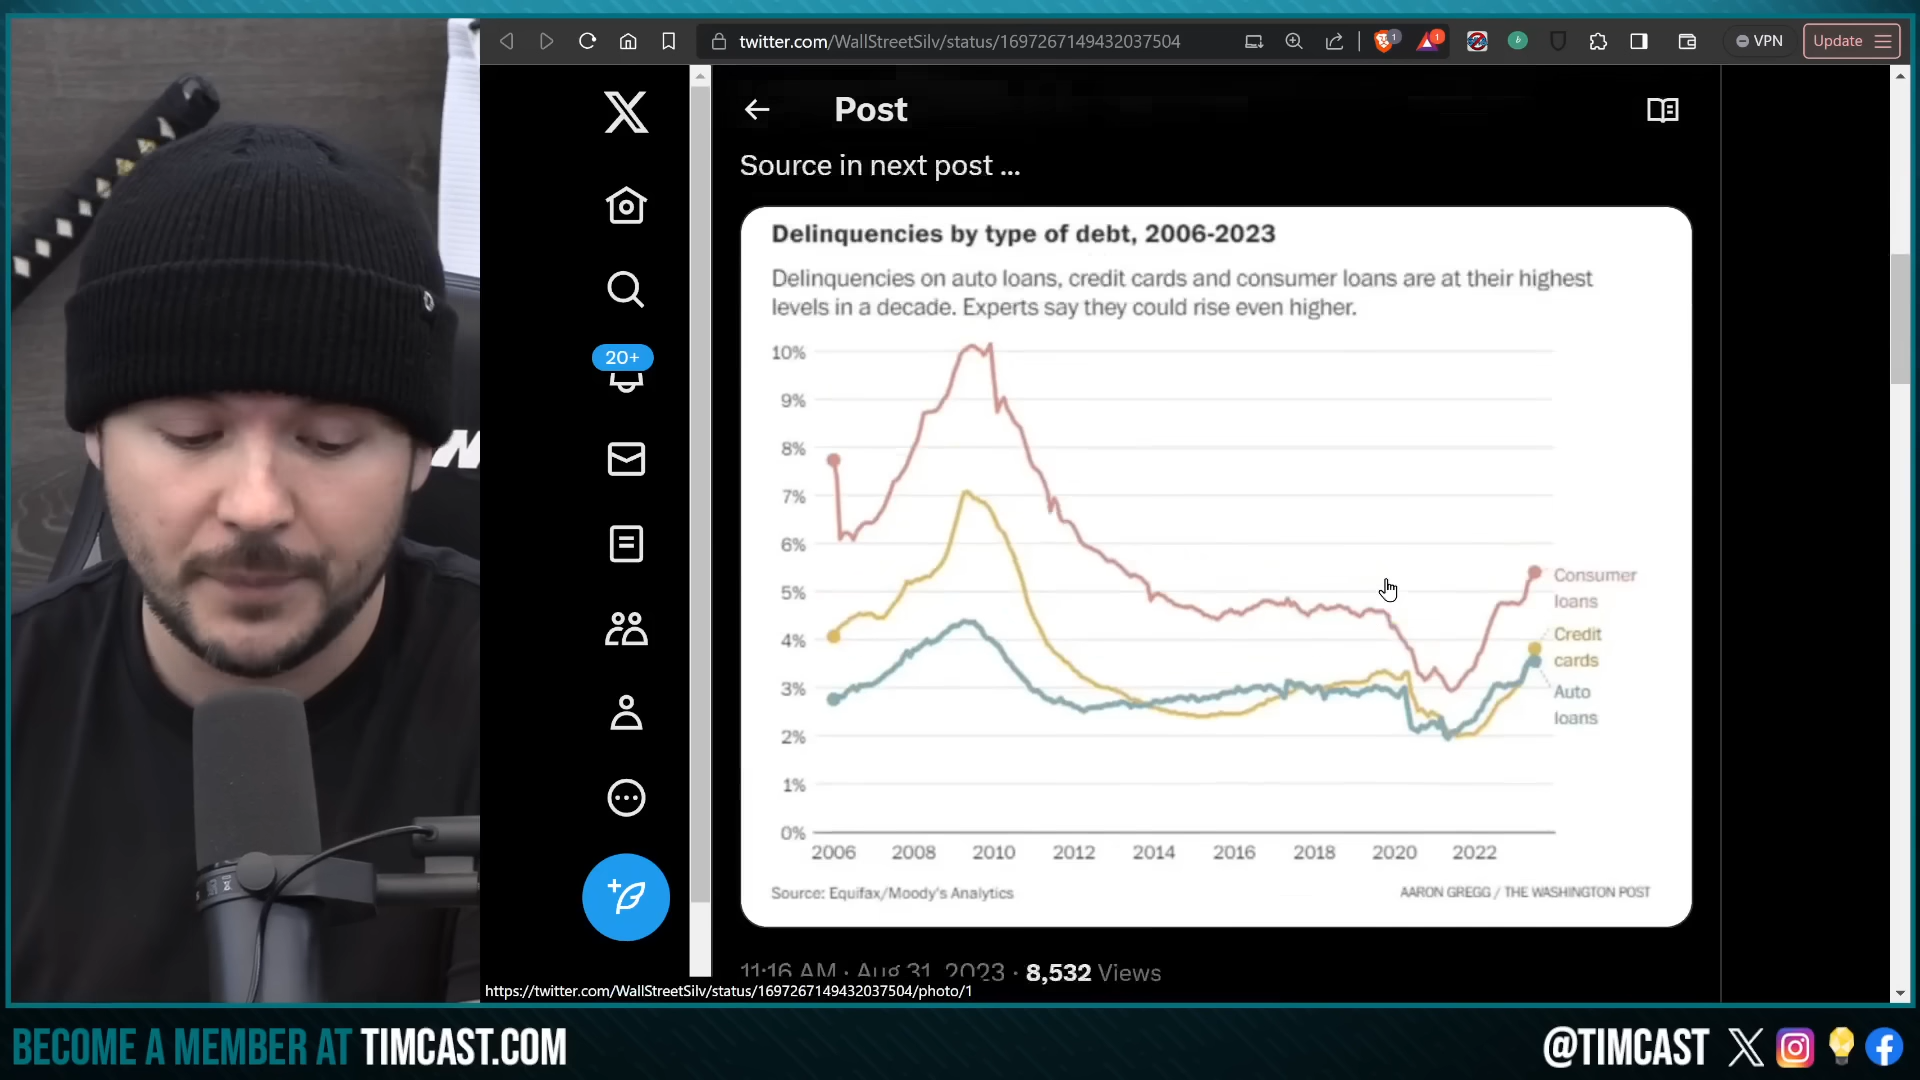 twitter.com/WallStreetSilv/status/1697267149432037504
1
1
VPN
Update
Post
Source in next post ...
20+
Delinquencies by type of debt, 2006-2023
Delinquencies on auto loans, credit cards and consumer loans are at their highest
levels in a decade. Experts say they could rise even higher.
10%
9%
8%
7%
6%
5%
4%
3%
2%
1%
0%
Consumer
loans
Credit
cards
Auto
loans
2006 2008 2010 2012 2014 2016 2018 2020 2022
Source: Equifax/Moody's Analytics
AARON GREGG / THE WASHINGTON POST
11:16 AM · Aug 31, 2023 · 8,532 Views
https://twitter.com/WallStreetSilv/status/1697267149432037504/photo/1
BECOME A MEMBER AT TIMCAST.COM
@TIMCAST